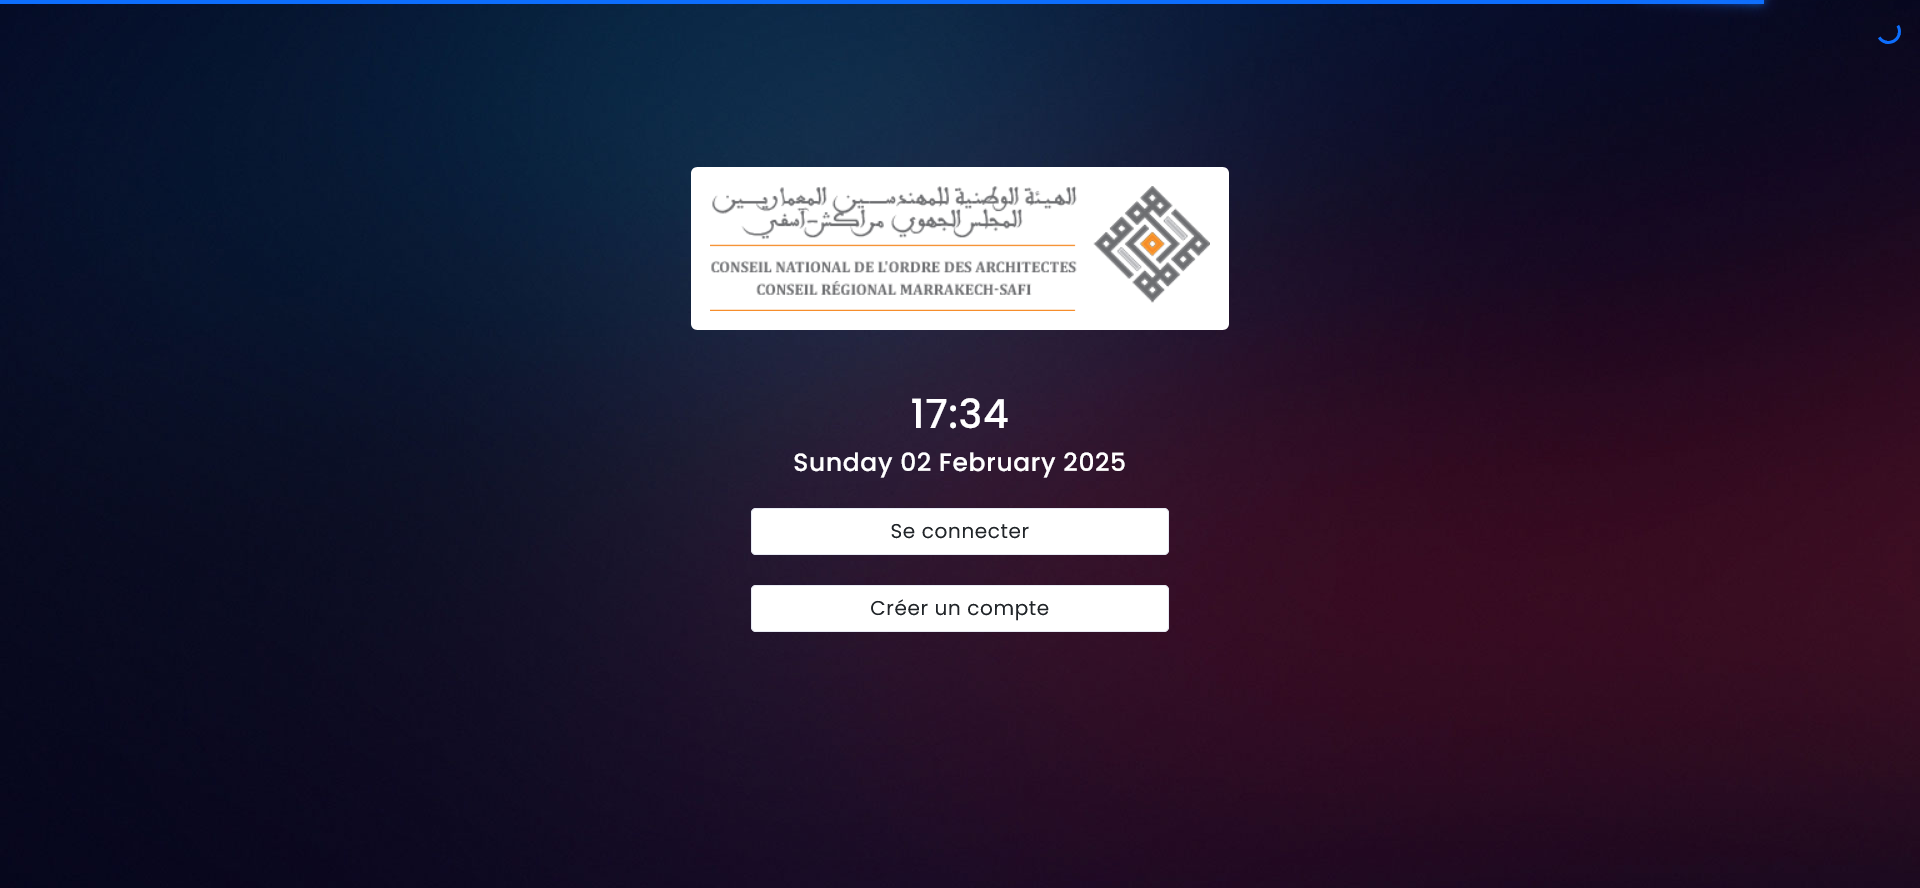 الهيئة الوطنية للمهندسين المعماريين
المجلس الجهوي مراكش-آسفي
CONSEIL NATIONAL DE L'ORDRE DES ARCHITECTES
CONSEIL RÉGIONAL MARRAKECH-SAFI
17:34
Sunday 02 February 2025
Se connecter
Créer un compte